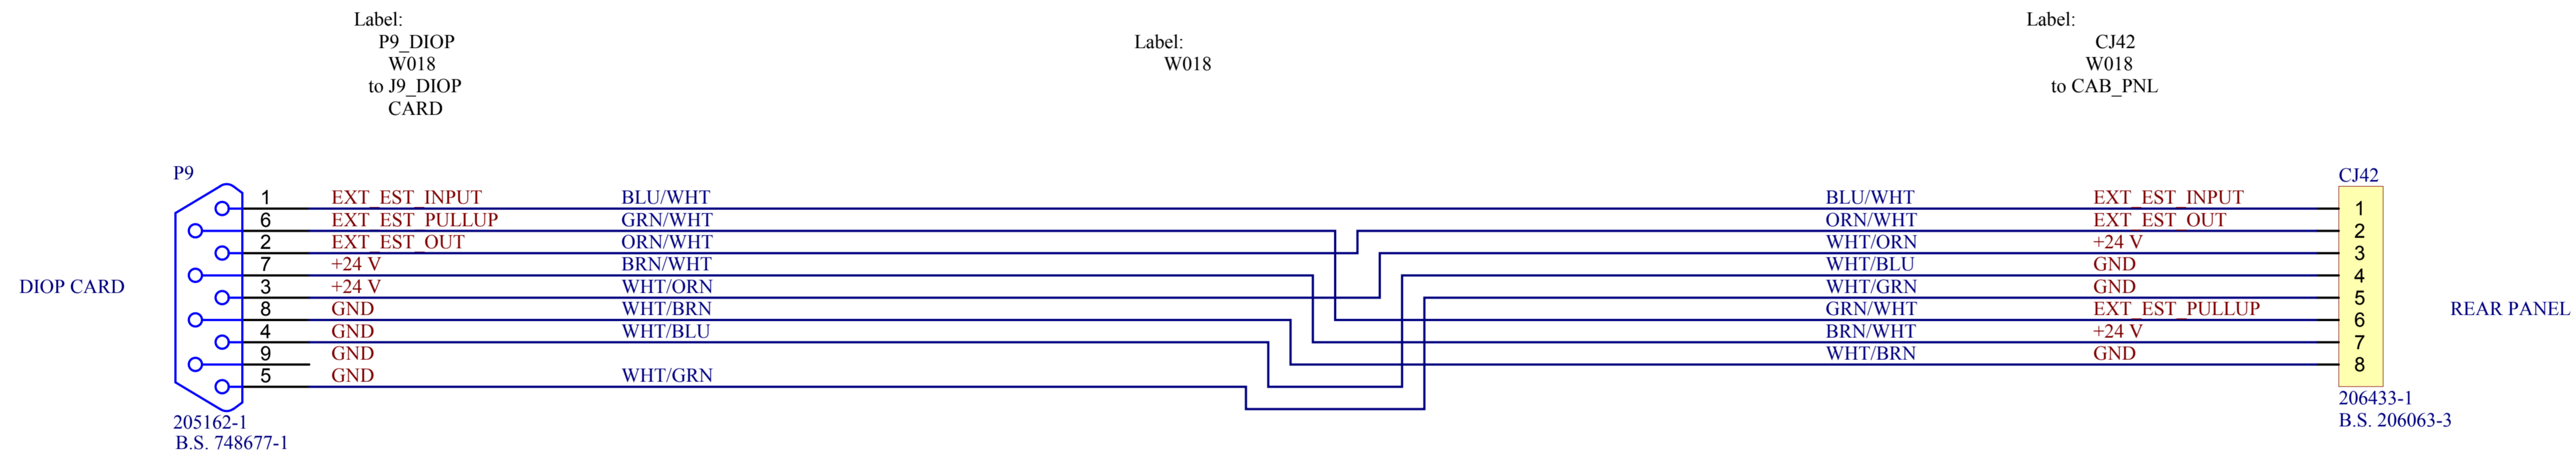 Label:
P9_DIOP
W018
to J9_DIOP
CARD
Label:
W018
Label:
CJ42
W018
to CAB_PNL
P9
CJ42
1 EXT_EST_INPUT BLU/WHT BLU/WHT EXT_EST_INPUT 1
6 EXT_EST_PULLUP GRN/WHT ORN/WHT EXT_EST_OUT 2
2 EXT_EST_OUT ORN/WHT WHT/ORN +24 V 3
7 +24 V BRN/WHT WHT/BLU GND 4
3 +24 V WHT/ORN WHT/GRN GND 5
8 GND WHT/BRN GRN/WHT EXT_EST_PULLUP 6
4 GND WHT/BLU BRN/WHT +24 V 7
9 GND WHT/BRN GND 8
5 GND WHT/GRN
DIOP CARD
REAR PANEL
205162-1
B.S. 748677-1
206433-1
B.S. 206063-3